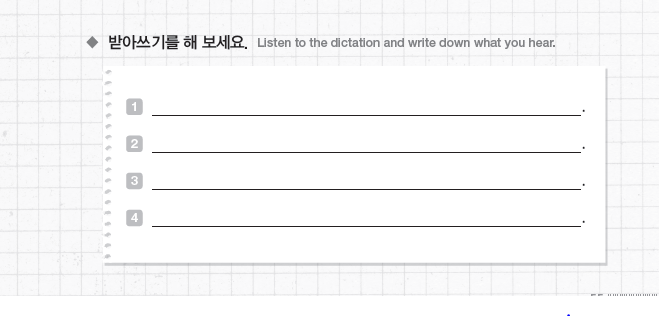 ◆ 받아쓰기를 해 보세요. Listen to the dictation and write down what you hear.
1 .
2 .
3 .
4 .